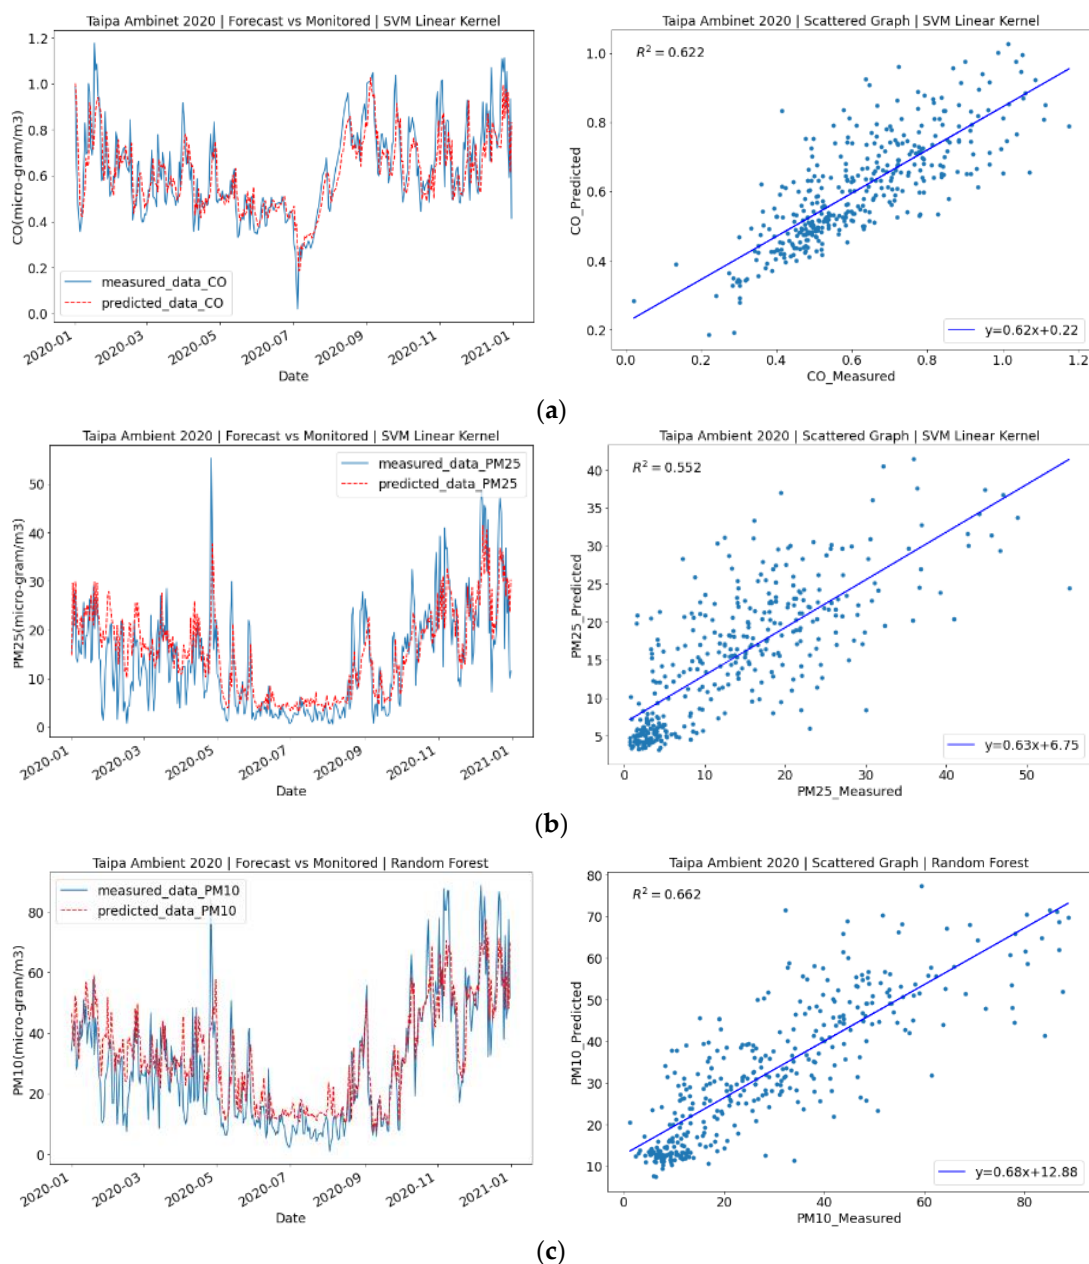 Taipa Ambinet 2020 | Forecast vs Monitored | SVM Linear Kernel
1.2
1.0
0.8
0.6
0.4
0.2
0.0
CO(micro-gram/m3)
measured_data_CO
predicted_data_CO
2020-01
2020-03
2020-05
2020-07
2020-09
2020-11
2021-01
Date
Taipa Ambinet 2020 | Scattered Graph | SVM Linear Kernel
R² = 0.622
1.0
0.8
0.6
0.4
0.2
CO_Predicted
y=0.62x+0.22
0.0
0.2
0.4
0.6
0.8
1.0
1.2
CO_Measured
(a)
Taipa Ambient 2020 | Forecast vs Monitored | SVM Linear Kernel
50
40
30
20
10
0
PM25(micro-gram/m3)
measured_data_PM25
predicted_data_PM25
2020-01
2020-03
2020-05
2020-07
2020-09
2020-11
2021-01
Date
Taipa Ambient 2020 | Scattered Graph | SVM Linear Kernel
R² = 0.552
40
35
30
25
20
15
10
5
PM25_Predicted
y=0.63x+6.75
0
10
20
30
40
50
PM25_Measured
(b)
Taipa Ambient 2020 | Forecast vs Monitored | Random Forest
80
60
40
20
0
PM10(micro-gram/m3)
measured_data_PM10
predicted_data_PM10
2020-01
2020-03
2020-05
2020-07
2020-09
2020-11
2021-01
Date
Taipa Ambient 2020 | Scattered Graph | Random Forest
R² = 0.662
80
70
60
50
40
30
20
10
PM10_Predicted
y=0.68x+12.88
0
20
40
60
80
PM10_Measured
(c)